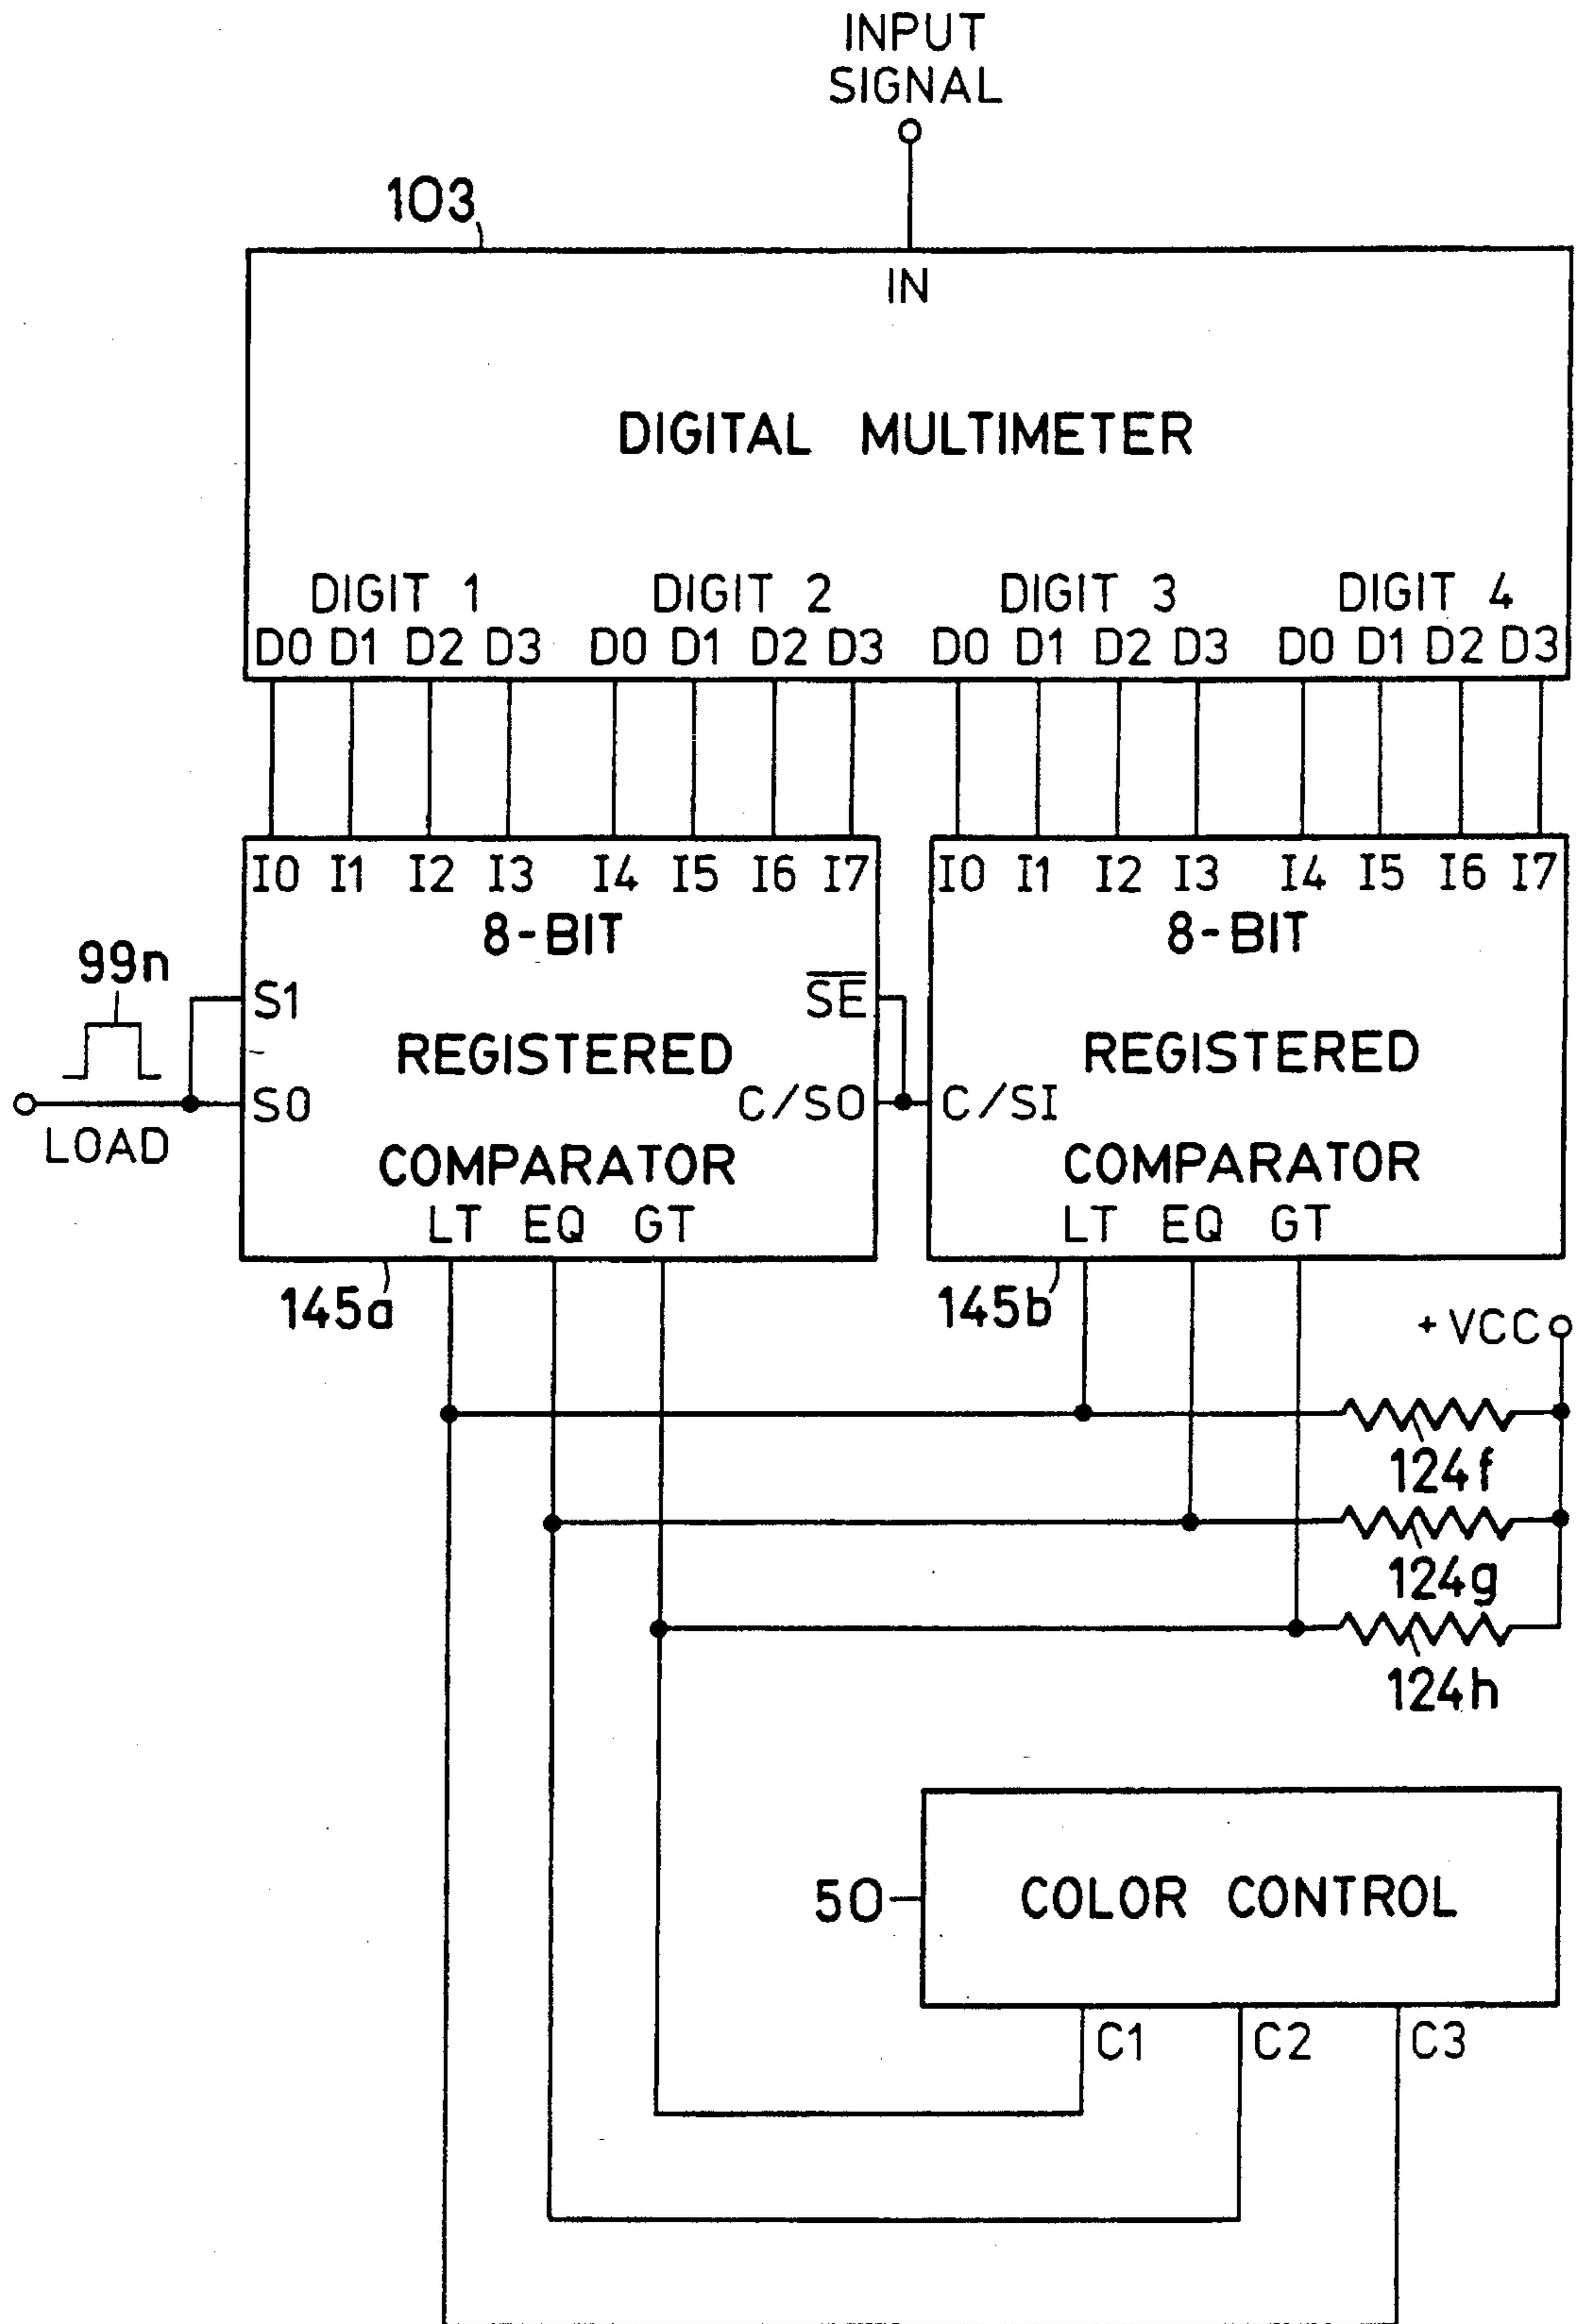 INPUT
SIGNAL
103
IN
DIGITAL MULTIMETER
DIGIT 1 DIGIT 2 DIGIT 3 DIGIT 4
D0 D1 D2 D3 D0 D1 D2 D3 D0 D1 D2 D3 D0 D1 D2 D3
I0 I1 I2 I3 I4 I5 I6 I7 I0 I1 I2 I3 I4 I5 I6 I7
8-BIT 8-BIT
99n
S1 SE
REGISTERED REGISTERED
S0 C/SO C/SI
LOAD
COMPARATOR COMPARATOR
LT EQ GT LT EQ GT
145a 145b
+VCC
124f
124g
124h
50 COLOR CONTROL
C1 C2 C3